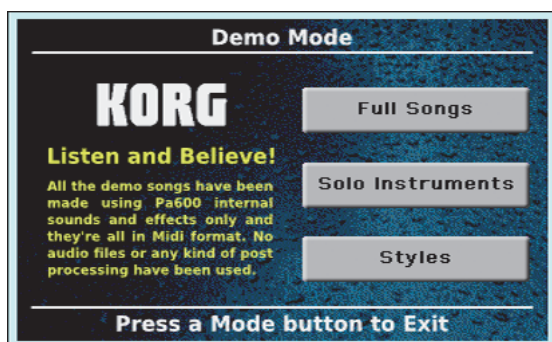 Demo Mode
KORG
Listen and Believe!
All the demo songs have been
made using Pa600 internal
sounds and effects only and
they're all in Midi format. No
audio files or any kind of post
processing have been used.
Full Songs
Solo Instruments
Styles
Press a Mode button to Exit